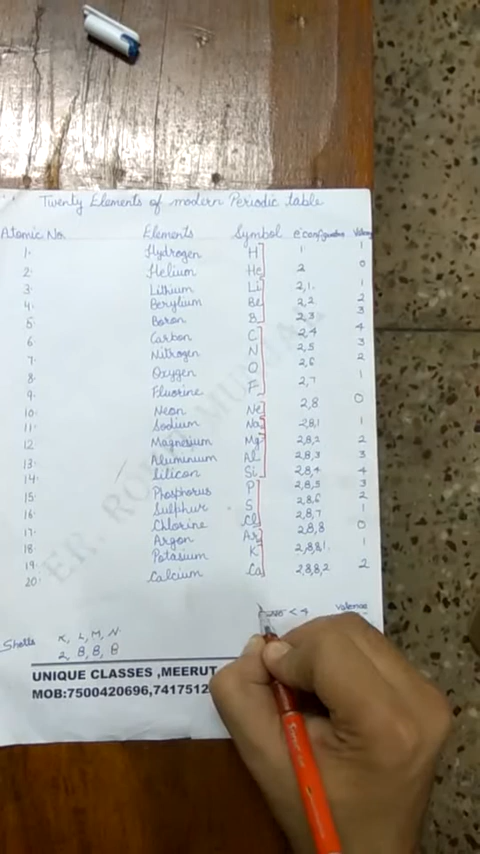 Twenty Elements of modern Periodic table
Atomic No. Elements Symbol e⁻ configuration Valency
1. Hydrogen H 1 1
2. Helium He 2 0
3. Lithium Li 2,1. 1
4. Berylium Be 2,2 2
5. Boron B 2,3 3
6 Carbon C 2,4 4
7. Nitrogen N 2,5 3
8. Oxygen O 2,6 2
9. Fluorine F 2,7 1
10. Neon Ne 2,8 0
11. Sodium Na 2,8,1 1
12 Magnesium Mg 2,8,2 2
13. Aluminium Al 2,8,3 3
14. Silicon Si 2,8,4 4
15. Phosphorus P 2,8,5 3
16. Sulphur S 2,8,6 2
17. Chlorine Cl 2,8,7 1
18. Argon Ar 2,8,8 0
19. Potasium K 2,8,8,1. 1
20. Calcium Ca 2,8,8,2 2
< 4
Shells K, L, M, N.
2, 8, 8, 8
UNIQUE CLASSES ,MEERUT
MOB:7500420696,7417512